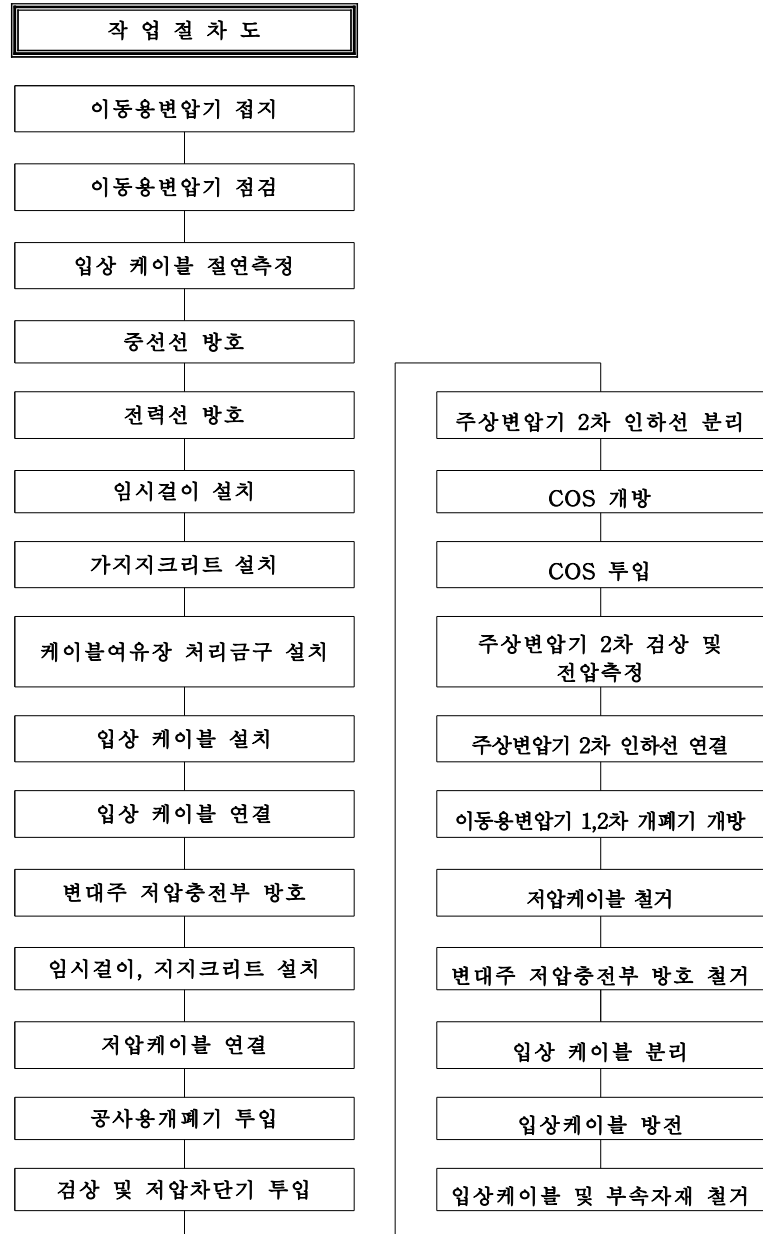 작 업 절 차 도
이동용변압기 접지
이동용변압기 점검
입상 케이블 절연측정
중선선 방호
전력선 방호
임시걸이 설치
가지지크리트 설치
케이블여유장 처리금구 설치
입상 케이블 설치
입상 케이블 연결
변대주 저압충전부 방호
임시걸이, 지지크리트 설치
저압케이블 연결
공사용개폐기 투입
검상 및 저압차단기 투입
주상변압기 2차 인하선 분리
COS 개방
COS 투입
주상변압기 2차 검상 및
전압측정
주상변압기 2차 인하선 연결
이동용변압기 1,2차 개폐기 개방
저압케이블 철거
변대주 저압충전부 방호 철거
입상 케이블 분리
입상케이블 방전
입상케이블 및 부속자재 철거